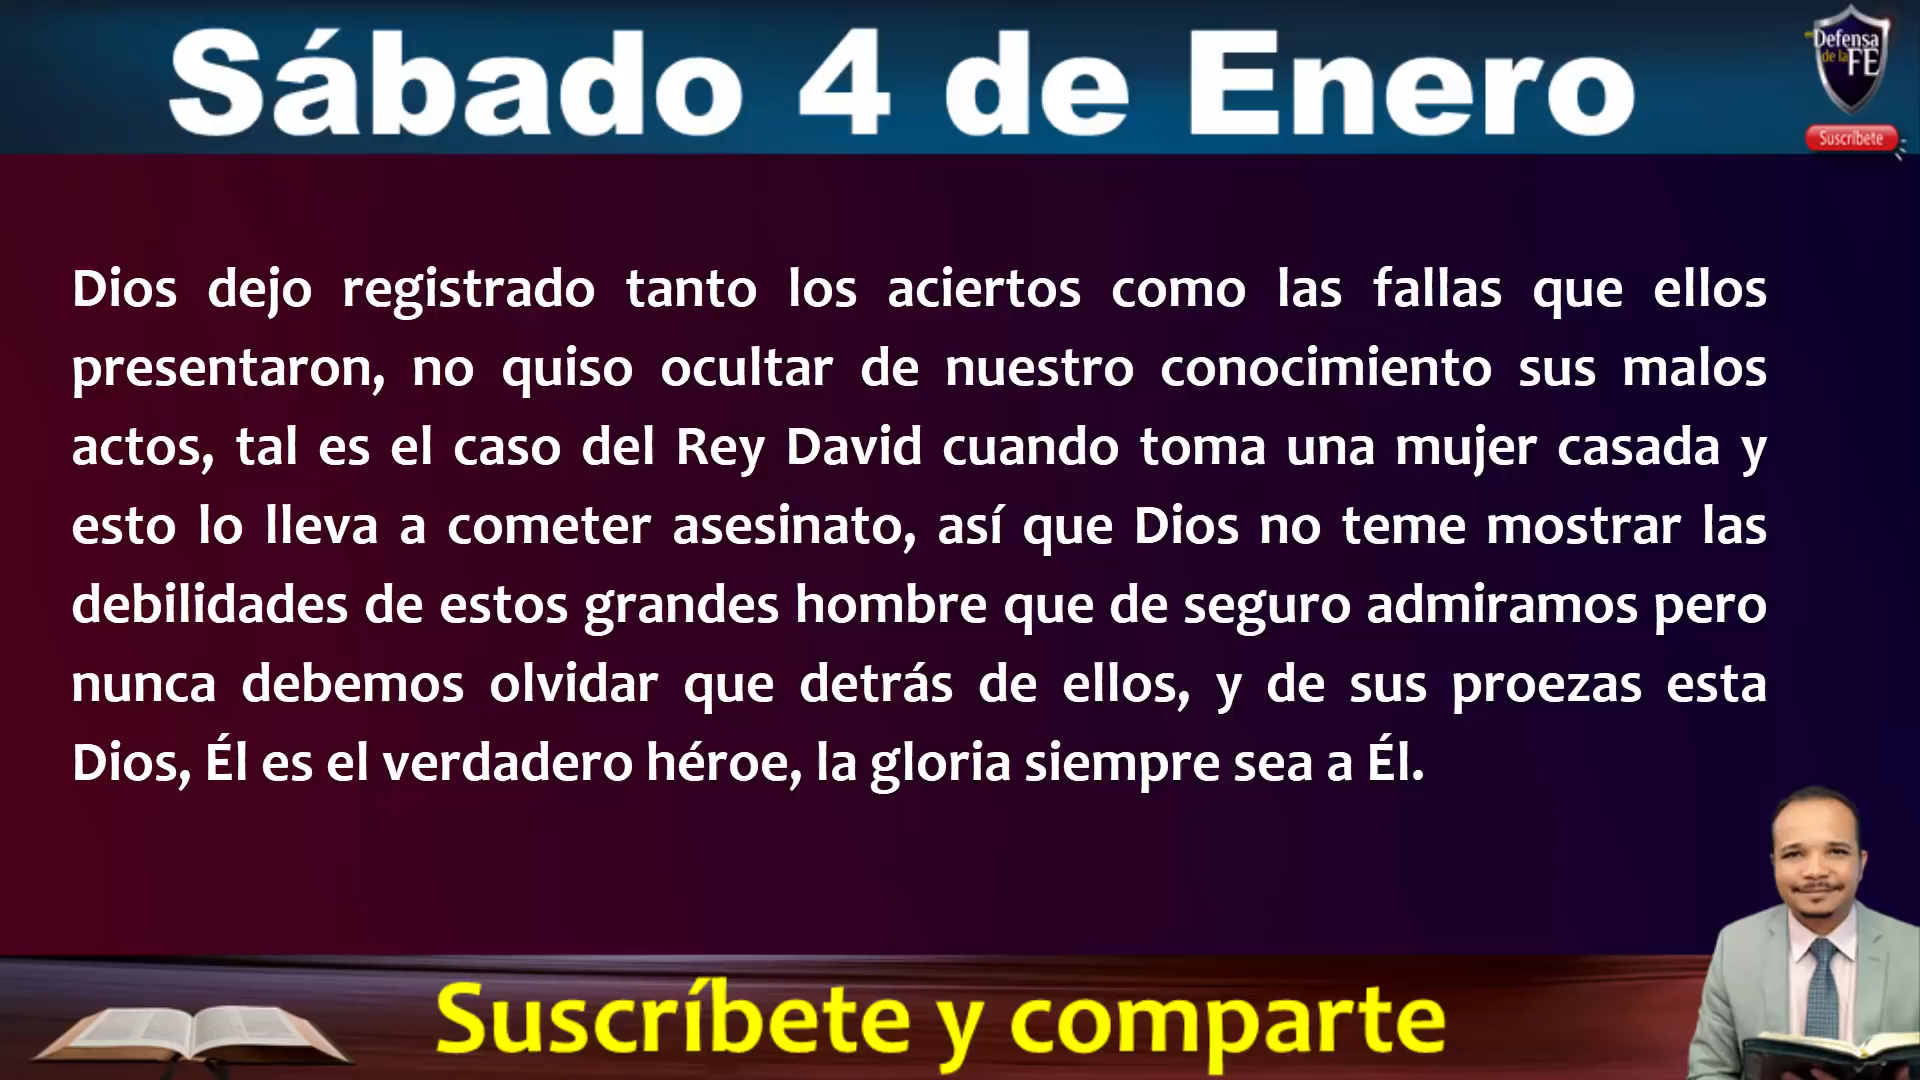 Sábado 4 de Enero
Defensa
de la FE
Suscríbete
Dios dejo registrado tanto los aciertos como las fallas que ellos
presentaron, no quiso ocultar de nuestro conocimiento sus malos
actos, tal es el caso del Rey David cuando toma una mujer casada y
esto lo lleva a cometer asesinato, así que Dios no teme mostrar las
debilidades de estos grandes hombre que de seguro admiramos pero
nunca debemos olvidar que detrás de ellos, y de sus proezas esta
Dios, Él es el verdadero héroe, la gloria siempre sea a Él.
Suscríbete y comparte